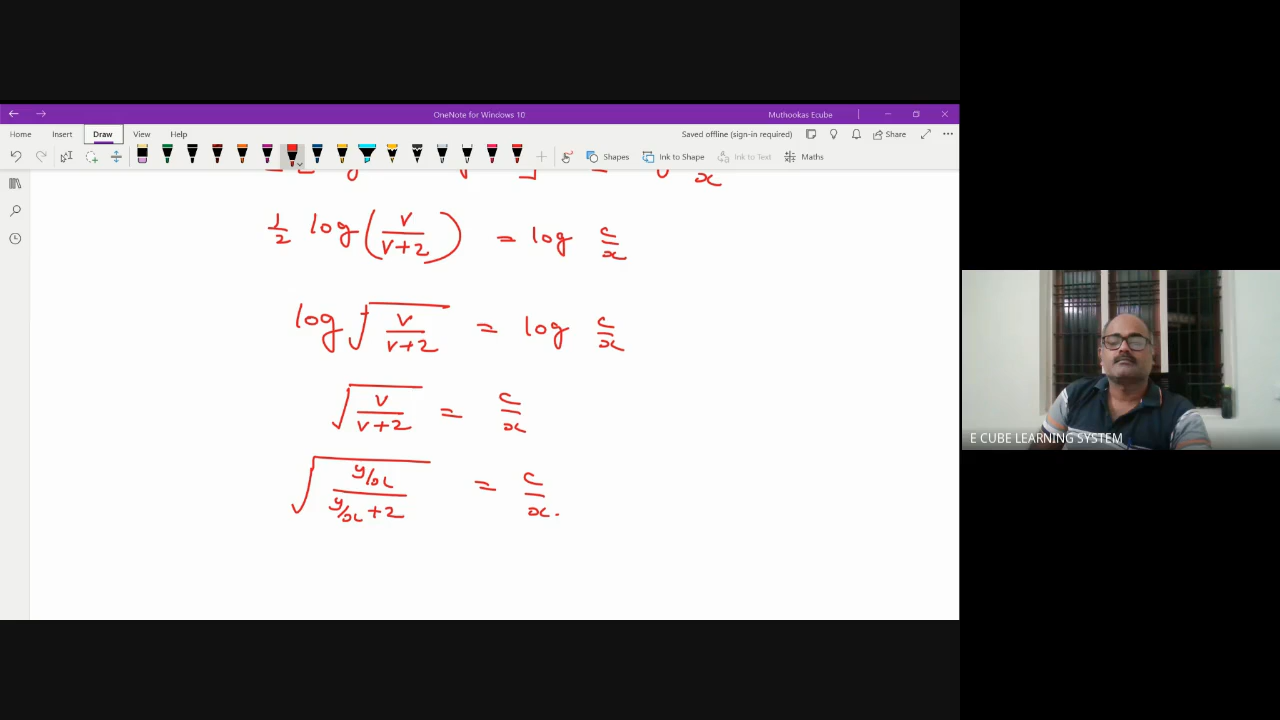 OneNote for Windows 10
Muthookas Ecube
Home Insert Draw View Help
Saved offline (sign-in required) Share
Shapes Ink to Shape Ink to Text Maths
x
1/2 log(v/(v+2)) = log c/x
log √(v/(v+2)) = log c/x
√(v/(v+2)) = c/x
√((y/x)/(y/x+2)) = c/x.
E CUBE LEARNING SYSTEM